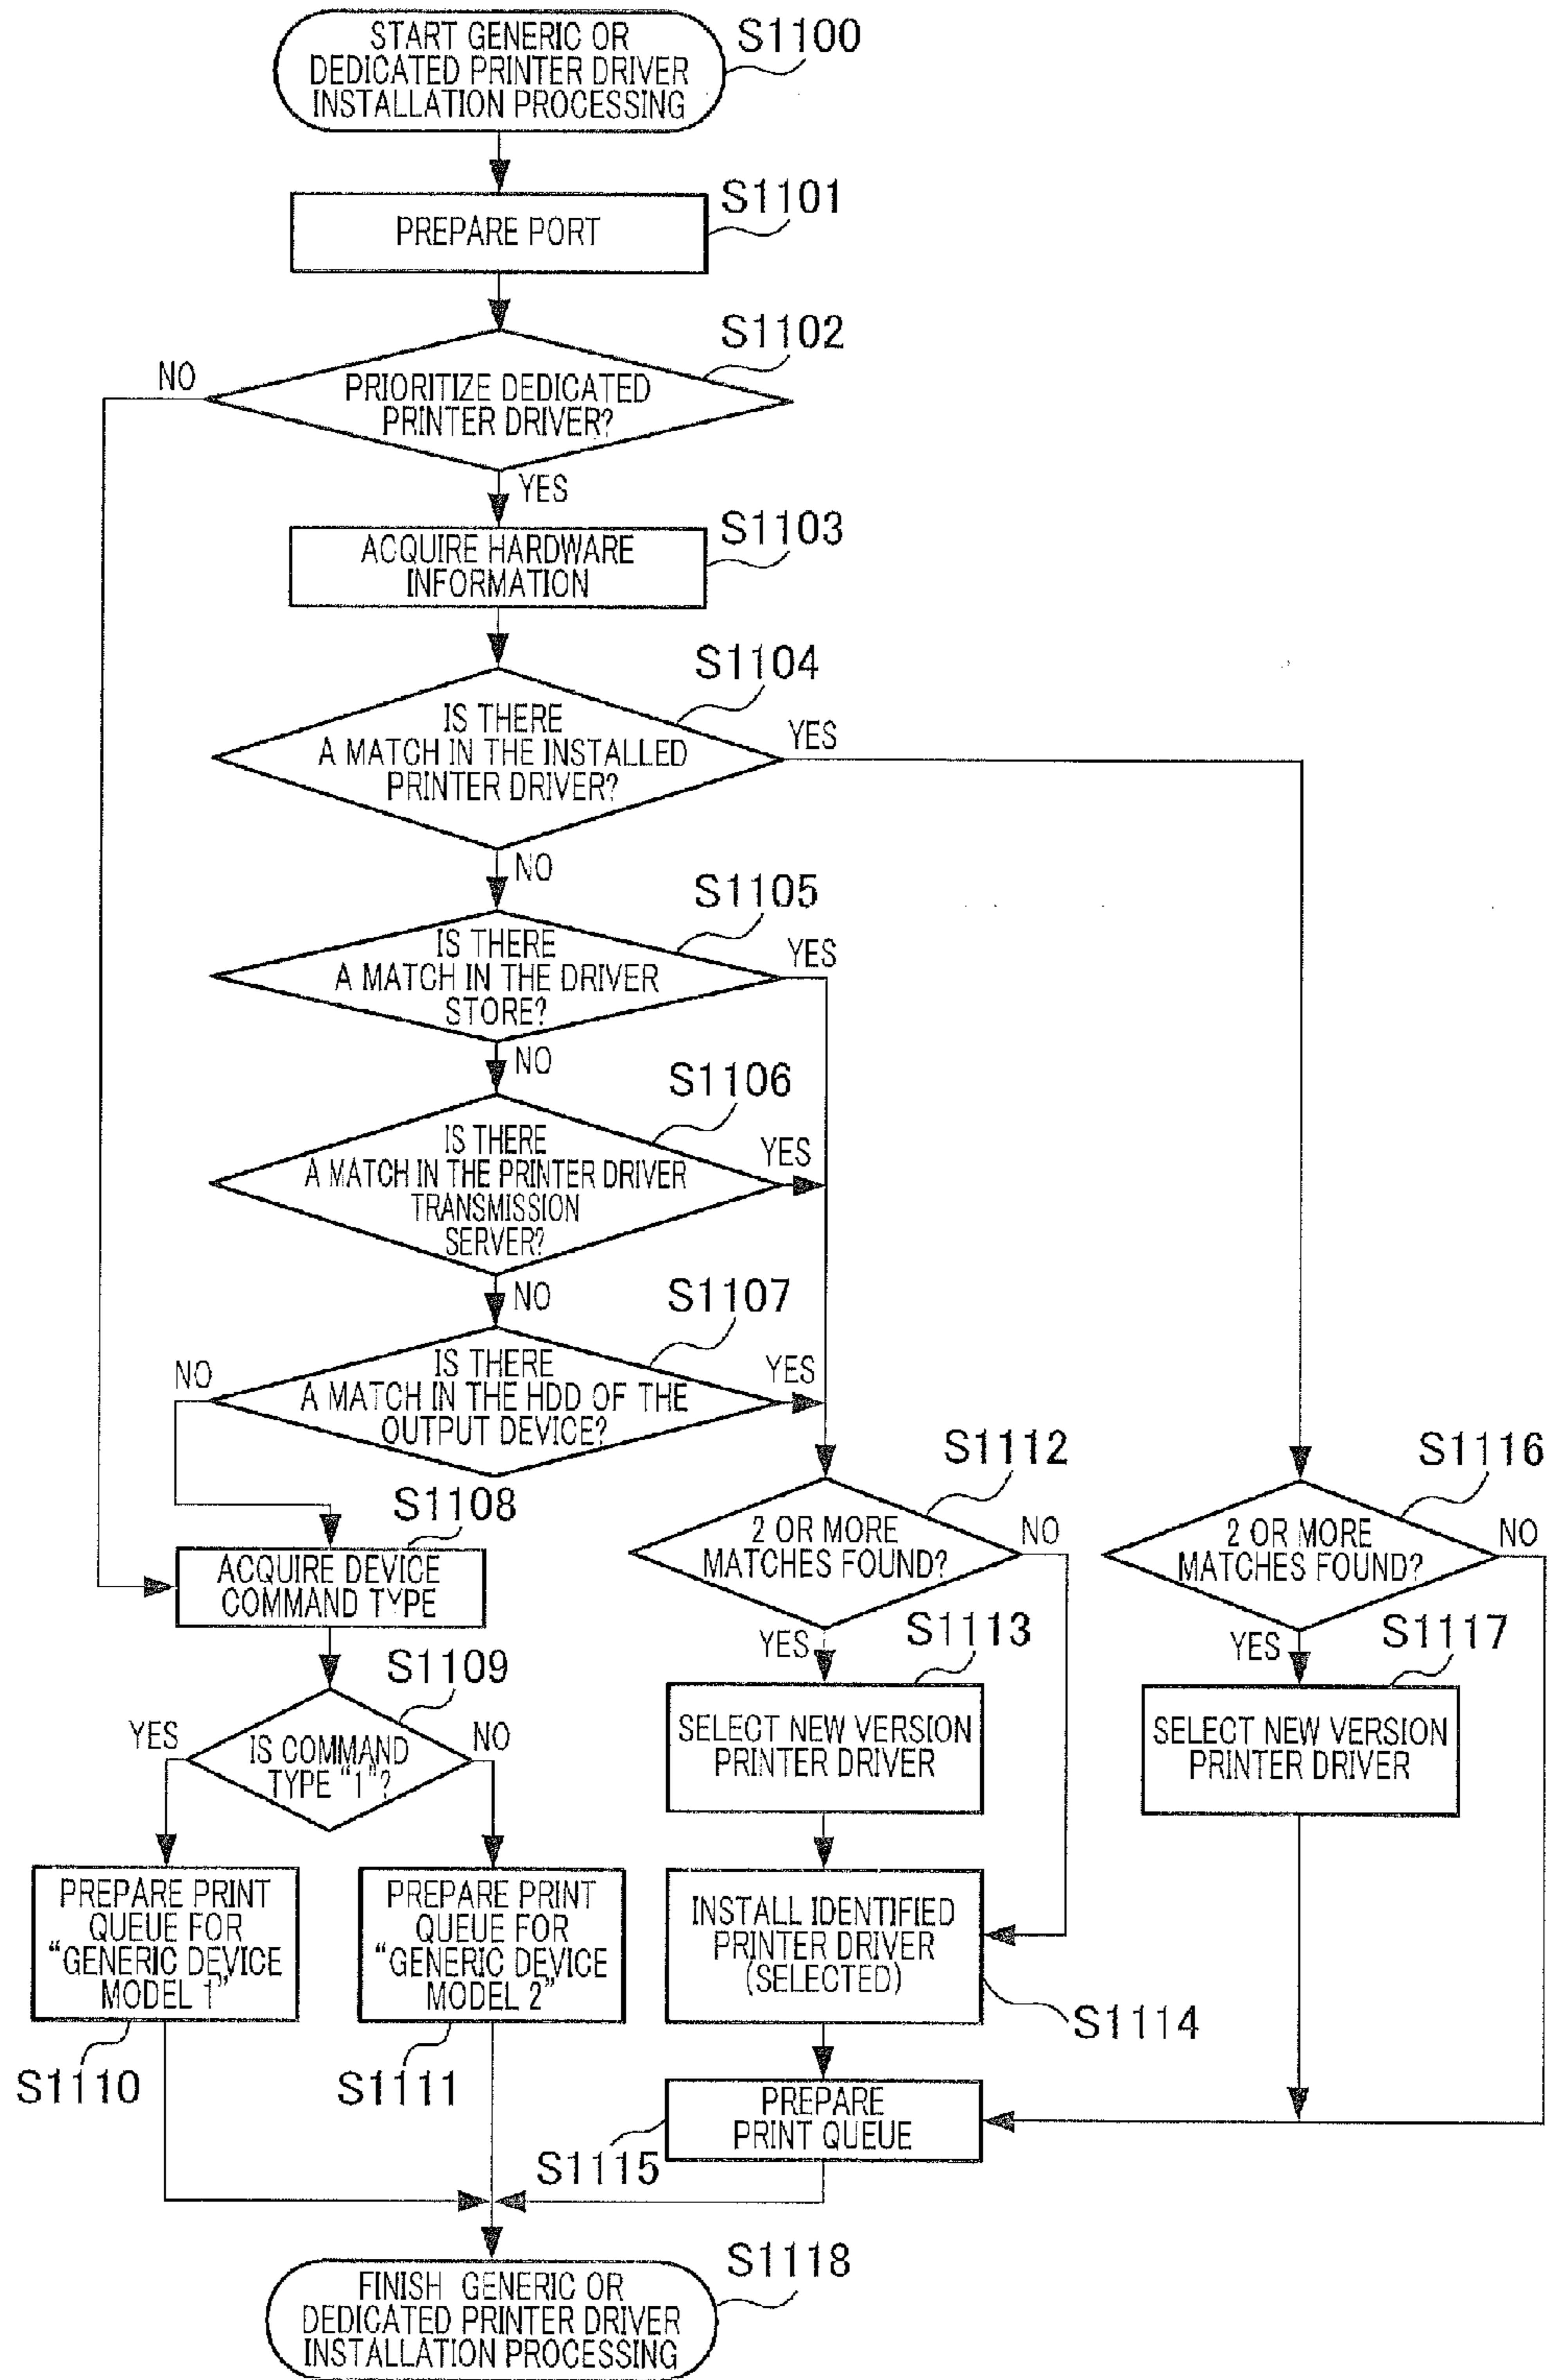 START GENERIC OR
DEDICATED PRINTER DRIVER
INSTALLATION PROCESSING
S1100
PREPARE PORT
S1101
PRIORITIZE DEDICATED
PRINTER DRIVER?
S1102
NO
YES
ACQUIRE HARDWARE
INFORMATION
S1103
IS THERE
A MATCH IN THE INSTALLED
PRINTER DRIVER?
S1104
YES
NO
IS THERE
A MATCH IN THE DRIVER
STORE?
S1105
YES
NO
IS THERE
A MATCH IN THE PRINTER DRIVER
TRANSMISSION
SERVER?
S1106
YES
NO
IS THERE
A MATCH IN THE HDD OF THE
OUTPUT DEVICE?
S1107
NO
YES
ACQUIRE DEVICE
COMMAND TYPE
S1108
IS COMMAND
TYPE "1"?
S1109
YES
NO
PREPARE PRINT
QUEUE FOR
"GENERIC DEVICE
MODEL 1"
S1110
PREPARE PRINT
QUEUE FOR
"GENERIC DEVICE
MODEL 2"
S1111
2 OR MORE
MATCHES FOUND?
S1112
NO
YES
SELECT NEW VERSION
PRINTER DRIVER
S1113
INSTALL IDENTIFIED
PRINTER DRIVER
(SELECTED)
S1114
PREPARE
PRINT QUEUE
S1115
2 OR MORE
MATCHES FOUND?
S1116
NO
YES
SELECT NEW VERSION
PRINTER DRIVER
S1117
FINISH GENERIC OR
DEDICATED PRINTER DRIVER
INSTALLATION PROCESSING
S1118